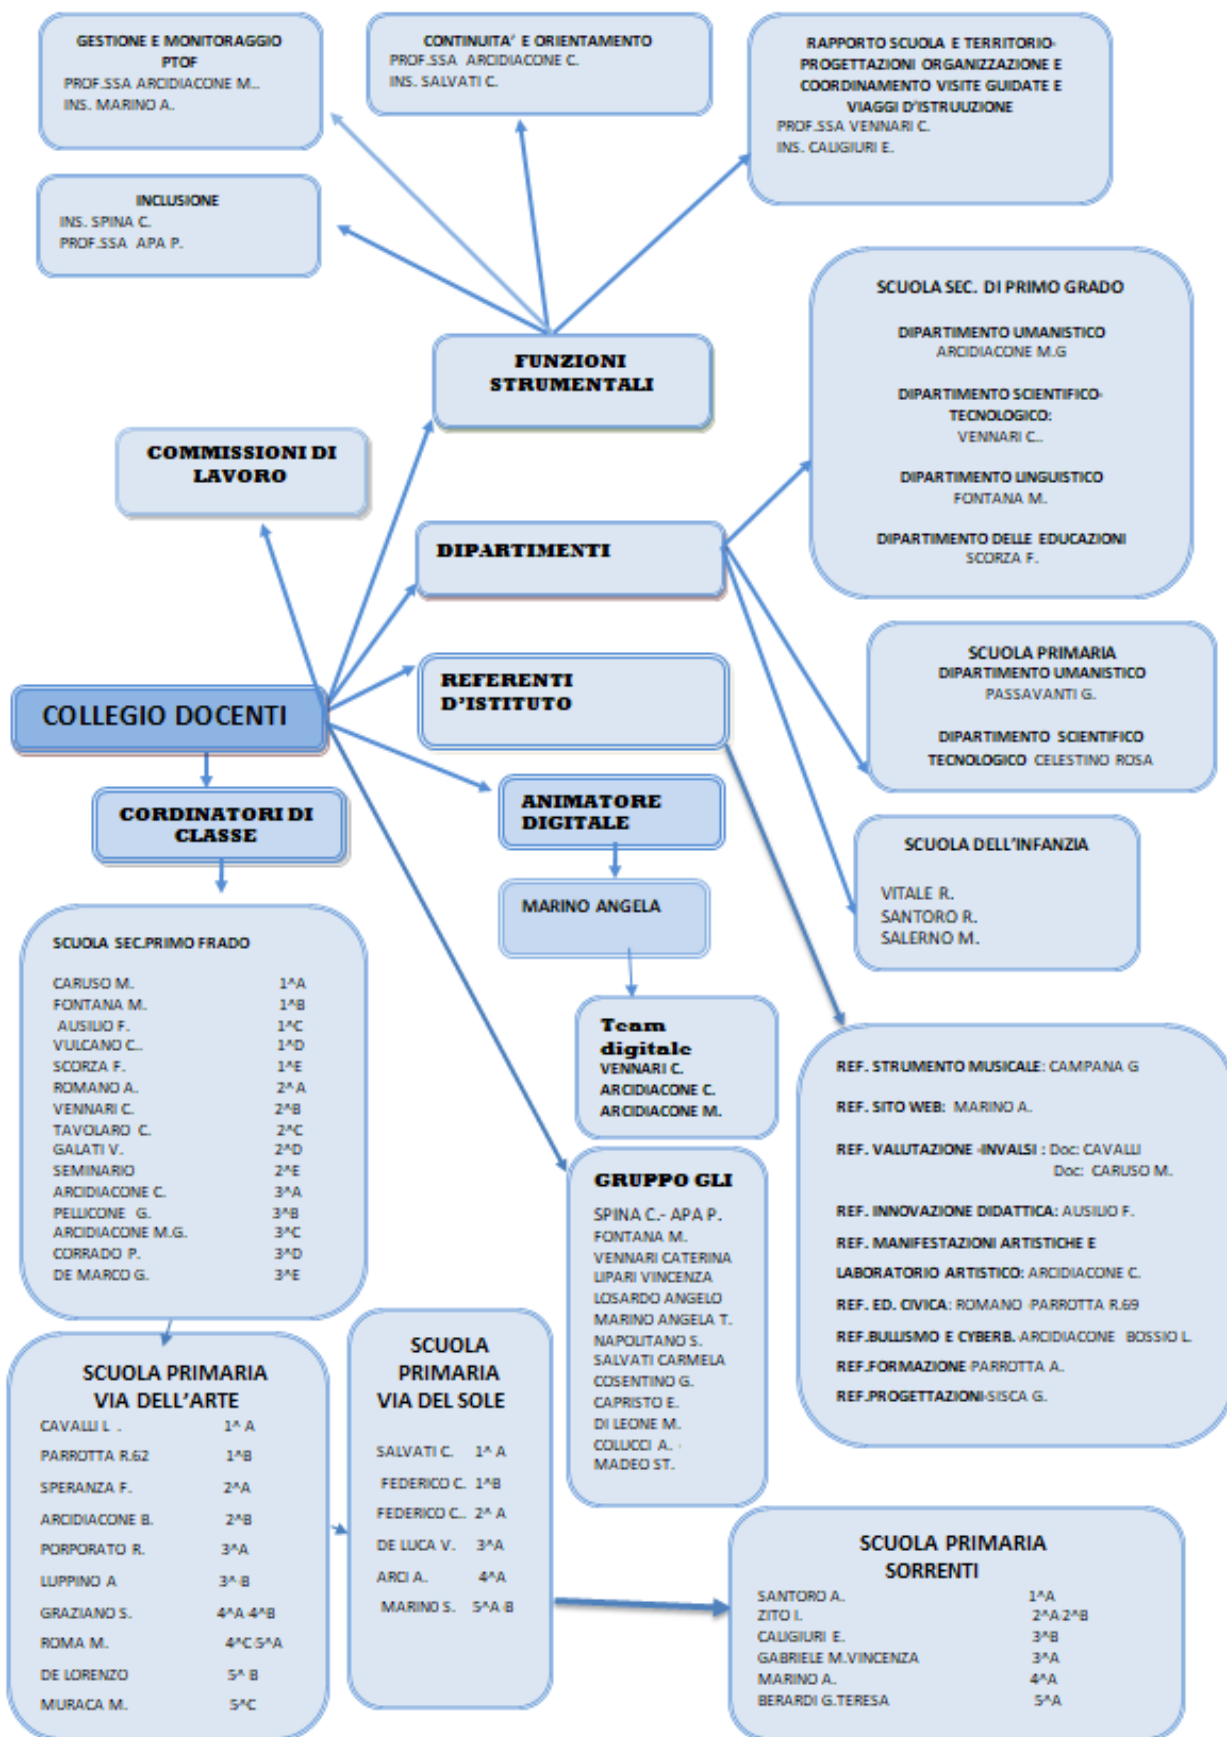 GESTIONE E MONITORAGGIO
PTOF
PROF.SSA ARCIDIACONE M..
INS. MARINO A.
CONTINUITA' E ORIENTAMENTO
PROF.SSA ARCIDIACONE C.
INS. SALVATI C.
RAPPORTO SCUOLA E TERRITORIO-
PROGETTAZIONI ORGANIZZAZIONE E
COORDINAMENTO VISITE GUIDATE E
VIAGGI D'ISTRUUZIONE
PROF.SSA VENNARI C.
INS. CALIGIURI E.
INCLUSIONE
INS. SPINA C.
PROF.SSA APA P.
FUNZIONI
STRUMENTALI
SCUOLA SEC. DI PRIMO GRADO
DIPARTIMENTO UMANISTICO
ARCIDIACONE M.G
DIPARTIMENTO SCIENTIFICO-
TECNOLOGICO:
VENNARI C..
DIPARTIMENTO LINGUISTICO
FONTANA M.
DIPARTIMENTO DELLE EDUCAZIONI
SCORZA F.
COMMISSIONI DI
LAVORO
DIPARTIMENTI
SCUOLA PRIMARIA
DIPARTIMENTO UMANISTICO
PASSAVANTI G.
DIPARTIMENTO SCIENTIFICO
TECNOLOGICO CELESTINO ROSA
REFERENTI
D'ISTITUTO
COLLEGIO DOCENTI
CORDINATORI DI
CLASSE
ANIMATORE
DIGITALE
MARINO ANGELA
SCUOLA DELL'INFANZIA
VITALE R.
SANTORO R.
SALERNO M.
SCUOLA SEC.PRIMO FRADO
CARUSO M. 1^A
FONTANA M. 1^B
AUSILIO F. 1^C
VULCANO C.. 1^D
SCORZA F. 1^E
ROMANO A. 2^A
VENNARI C. 2^B
TAVOLARO C. 2^C
GALATI V. 2^D
SEMINARIO 2^E
ARCIDIACONE C. 3^A
PELLICONE G. 3^B
ARCIDIACONE M.G. 3^C
CORRADO P. 3^D
DE MARCO G. 3^E
Team
digitale
VENNARI C.
ARCIDIACONE C.
ARCIDIACONE M.
REF. STRUMENTO MUSICALE: CAMPANA G
REF. SITO WEB: MARINO A.
REF. VALUTAZIONE -INVALSI : Doc: CAVALLI
Doc: CARUSO M.
REF. INNOVAZIONE DIDATTICA: AUSILIO F.
REF. MANIFESTAZIONI ARTISTICHE E
LABORATORIO ARTISTICO: ARCIDIACONE C.
REF. ED. CIVICA: ROMANO -PARROTTA R.69
REF.BULLISMO E CYBERB.-ARCIDIACONE BOSSIO L.
REF.FORMAZIONE-PARROTTA A.
REF.PROGETTAZIONI-SISCA G.
GRUPPO GLI
SPINA C.- APA P.
FONTANA M.
VENNARI CATERINA
LIPARI VINCENZA
LOSARDO ANGELO
MARINO ANGELA T.
NAPOLITANO S.
SALVATI CARMELA
COSENTINO G.
CAPRISTO E.
DI LEONE M.
COLUCCI A. -
MADEO ST.
SCUOLA PRIMARIA
VIA DELL'ARTE
CAVALLI L . 1^ A
PARROTTA R.62 1^B
SPERANZA F. 2^A
ARCIDIACONE B. 2^B
PORPORATO R. 3^A
LUPPINO A 3^-B
GRAZIANO S. 4^A-4^B
ROMA M. 4^C-5^A
DE LORENZO 5^ B
MURACA M. 5^C
SCUOLA
PRIMARIA
VIA DEL SOLE
SALVATI C. 1^ A
FEDERICO C. 1^B
FEDERICO C.. 2^ A
DE LUCA V. 3^A
ARCI A. 4^A
MARINO S. 5^A-B
SCUOLA PRIMARIA
SORRENTI
SANTORO A. 1^A
ZITO I. 2^A-2^B
CALIGIURI E. 3^B
GABRIELE M.VINCENZA 3^A
MARINO A. 4^A
BERARDI G.TERESA 5^A